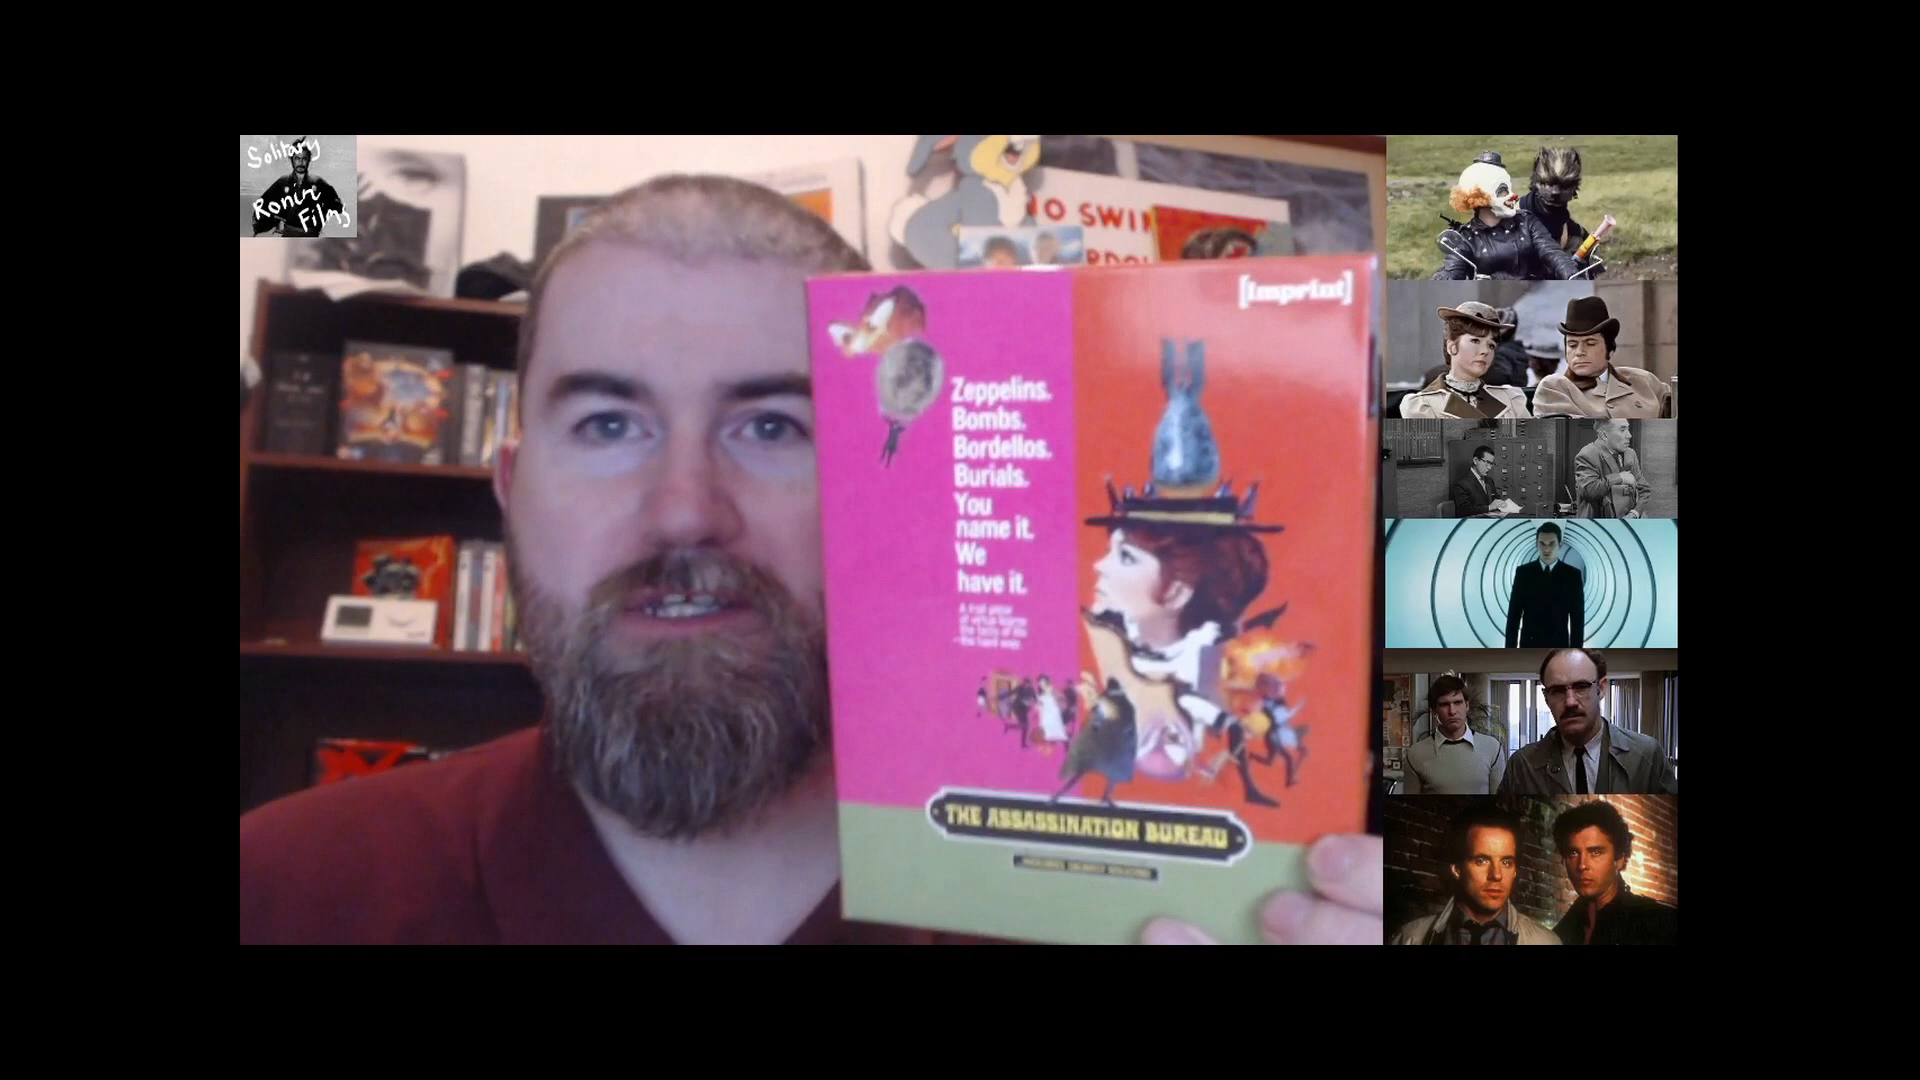 Solitary
Ronin
Films
NO SWI
RDO
[imprint]
Zeppelins.
Bombs.
Bordellos.
Burials.
You
name it.
We
have it.
THE ASSASSINATION BUREAU